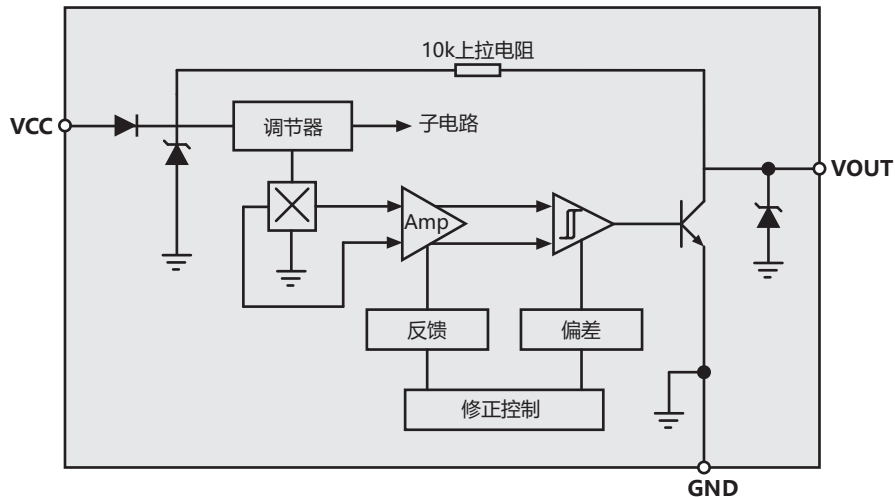 10k上拉电阻
VCC
调节器
子电路
VOUT
Amp
反馈
偏差
修正控制
GND